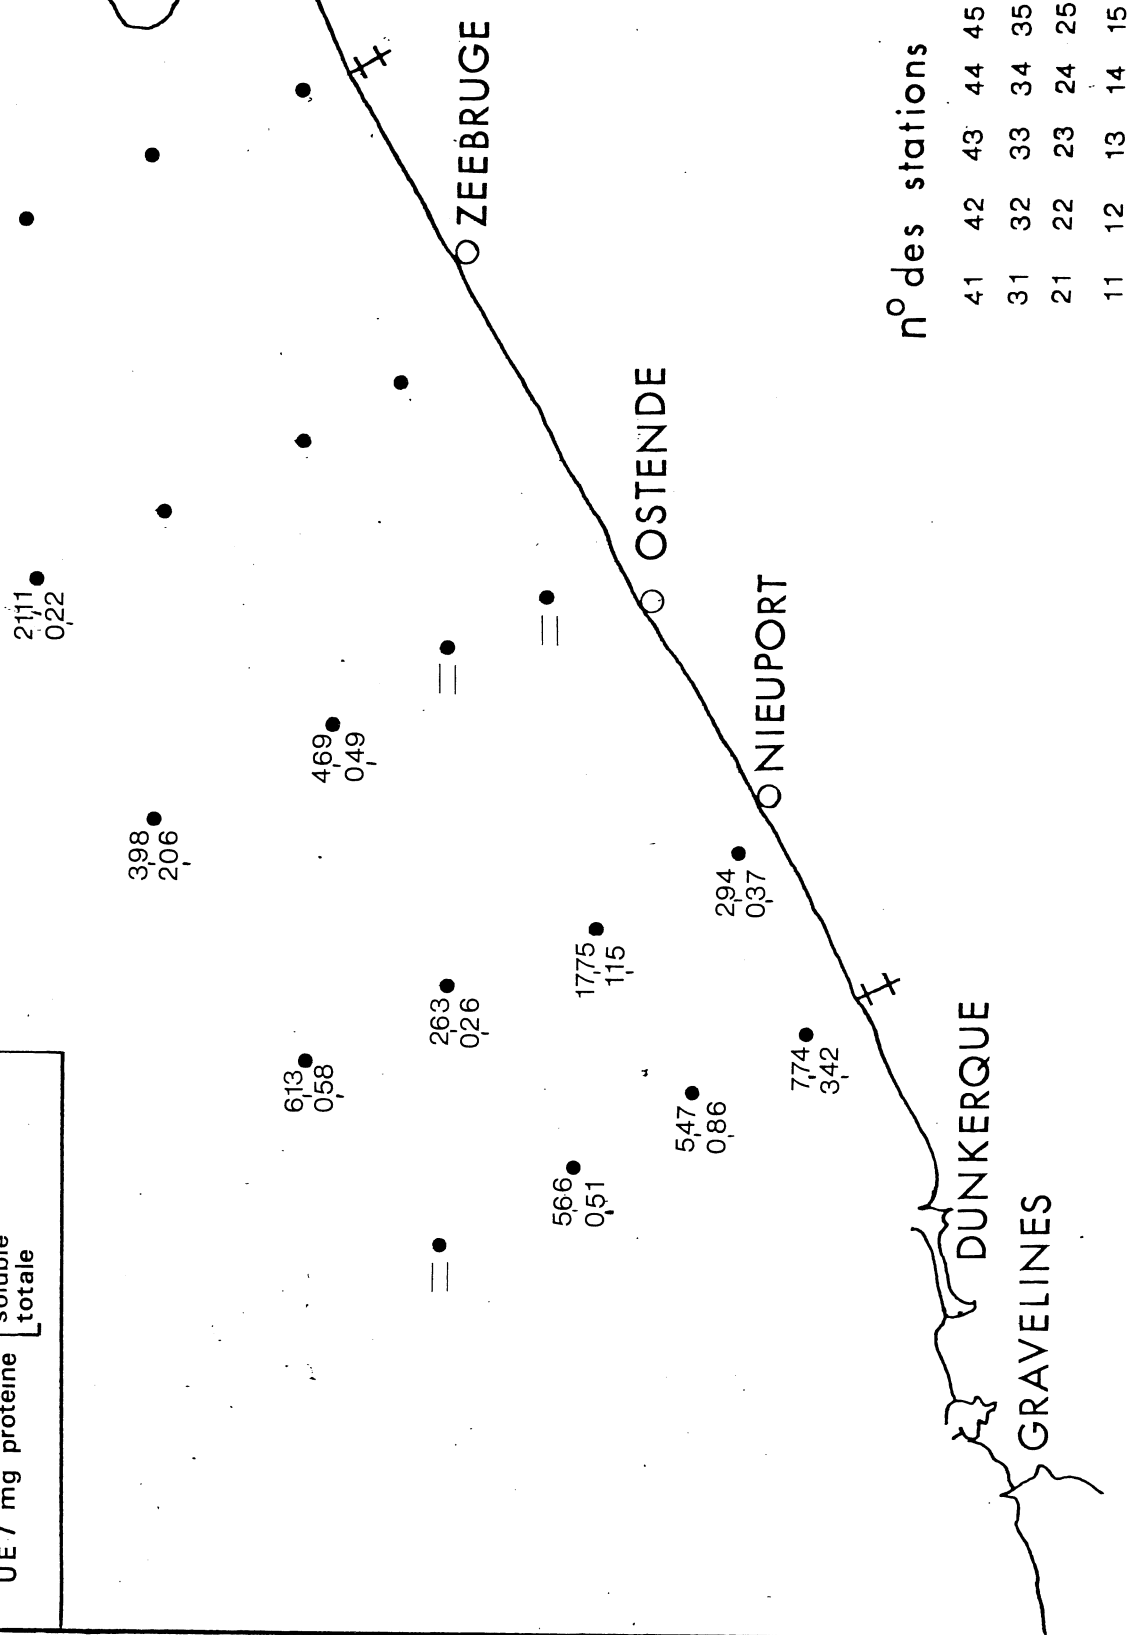 UE / mg proteine
soluble
totale
21,11
0,22
3,98
2,06
4,69
0,49
6,13
0,58
2,63
0,26
17,75
1,15
2,94
0,37
5,66
0,51
5,47
0,86
7,74
3,42
ZEEBRUGE
OSTENDE
NIEUPORT
DUNKERQUE
GRAVELINES
n° des stations
41 42 43 44 45
31 32 33 34 35
21 22 23 24 25
11 12 13 14 15